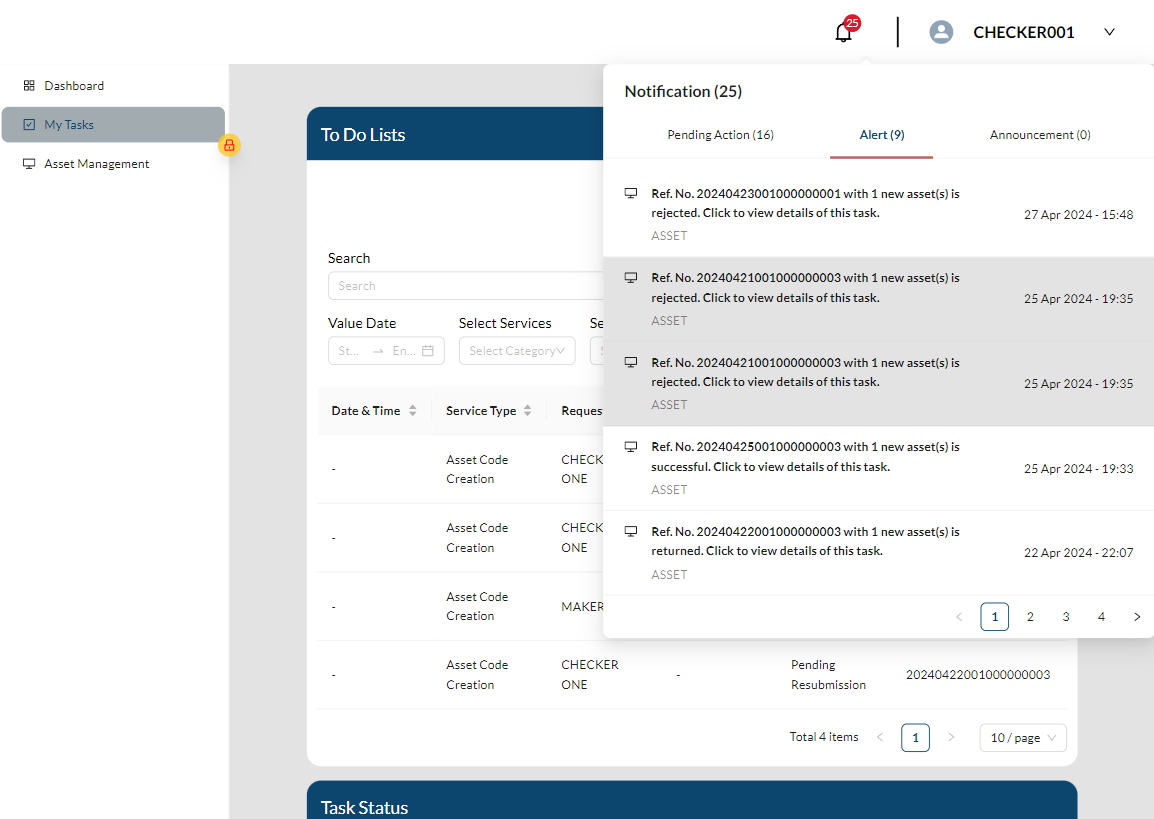 25
CHECKER001
Dashboard
My Tasks
Asset Management
To Do Lists
Search
Search
Value Date
Select Services
Se
St...
En...
Select Category
S
Date & Time
Service Type
Reques
-
Asset Code
Creation
CHECK
ONE
-
Asset Code
Creation
CHECK
ONE
-
Asset Code
Creation
MAKER
-
Asset Code
Creation
CHECKER
ONE
-
Pending
Resubmission
20240422001000000003
Total 4 items
<
1
>
10 / page
Task Status
Notification (25)
Pending Action (16)
Alert (9)
Announcement (0)
Ref. No. 20240423001000000001 with 1 new asset(s) is
rejected. Click to view details of this task.
ASSET
27 Apr 2024 - 15:48
Ref. No. 20240421001000000003 with 1 new asset(s) is
rejected. Click to view details of this task.
ASSET
25 Apr 2024 - 19:35
Ref. No. 20240421001000000003 with 1 new asset(s) is
rejected. Click to view details of this task.
ASSET
25 Apr 2024 - 19:35
Ref. No. 20240425001000000003 with 1 new asset(s) is
successful. Click to view details of this task.
ASSET
25 Apr 2024 - 19:33
Ref. No. 20240422001000000003 with 1 new asset(s) is
returned. Click to view details of this task.
ASSET
22 Apr 2024 - 22:07
< 1 2 3 4 >